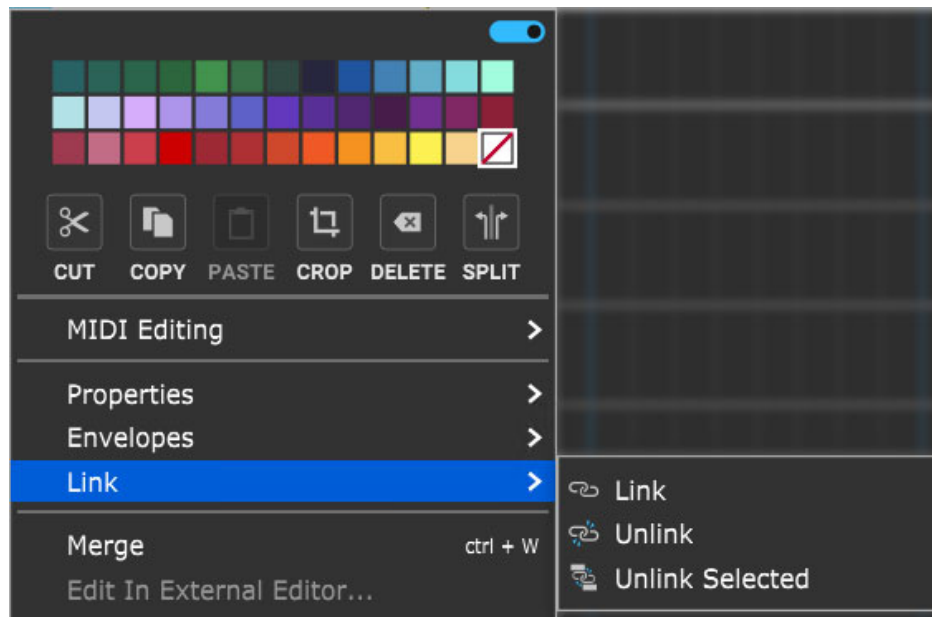 CUT COPY PASTE CROP DELETE SPLIT
MIDI Editing
Properties
Envelopes
Link
Link
Unlink
Unlink Selected
Merge ctrl + W
Edit In External Editor...